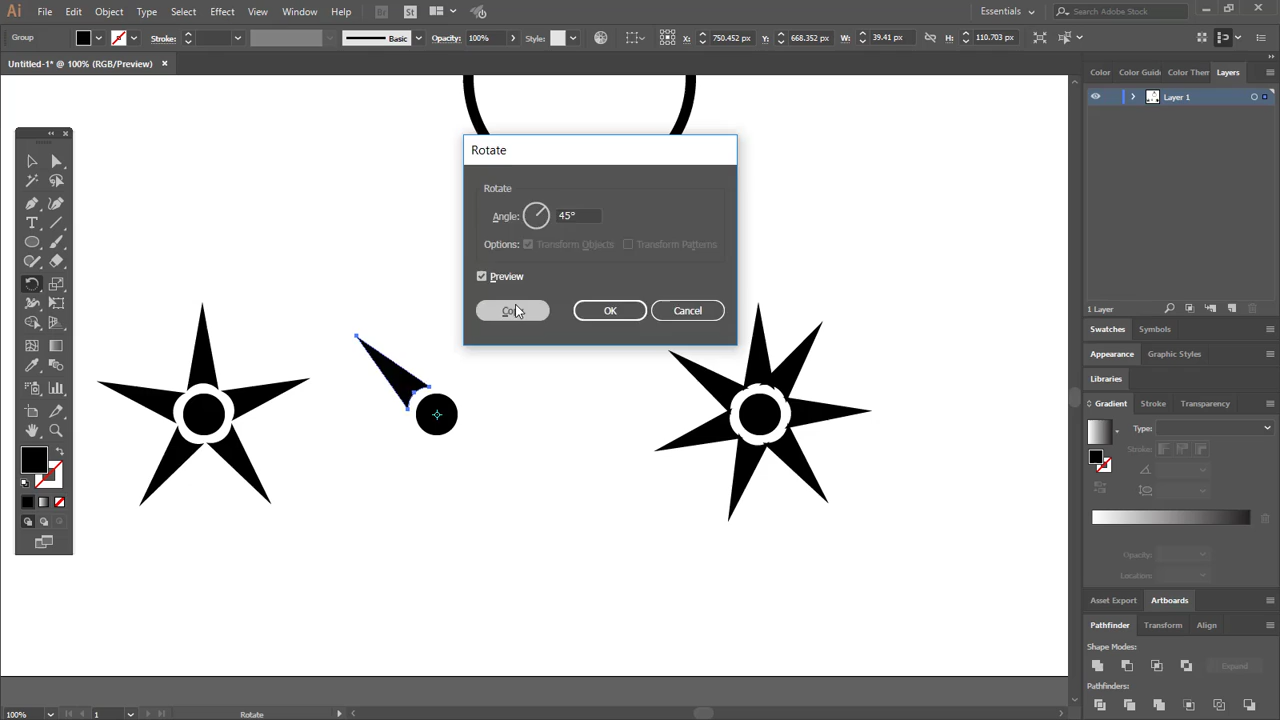 Ai File Edit Object Type Select Effect View Window Help Br St Essentials Search Adobe Stock
Group Stroke: Basic Opacity: 100% Style: X: 750.452 px Y: 668.352 px W: 39.41 px H: 110.703 px
Untitled-1* @ 100% (RGB/Preview)
Color Color Guide Color Them Layers
Layer 1
Rotate
Rotate
Angle: 45°
Options: Transform Objects Transform Patterns
Preview
OK Cancel
1 Layer
Swatches Symbols
Appearance Graphic Styles
Libraries
Gradient Stroke Transparency
Type:
Stroke:
Opacity:
Location:
Asset Export Artboards
Pathfinder Transform Align
Shape Modes:
Expand
Pathfinders:
100% 1 Rotate